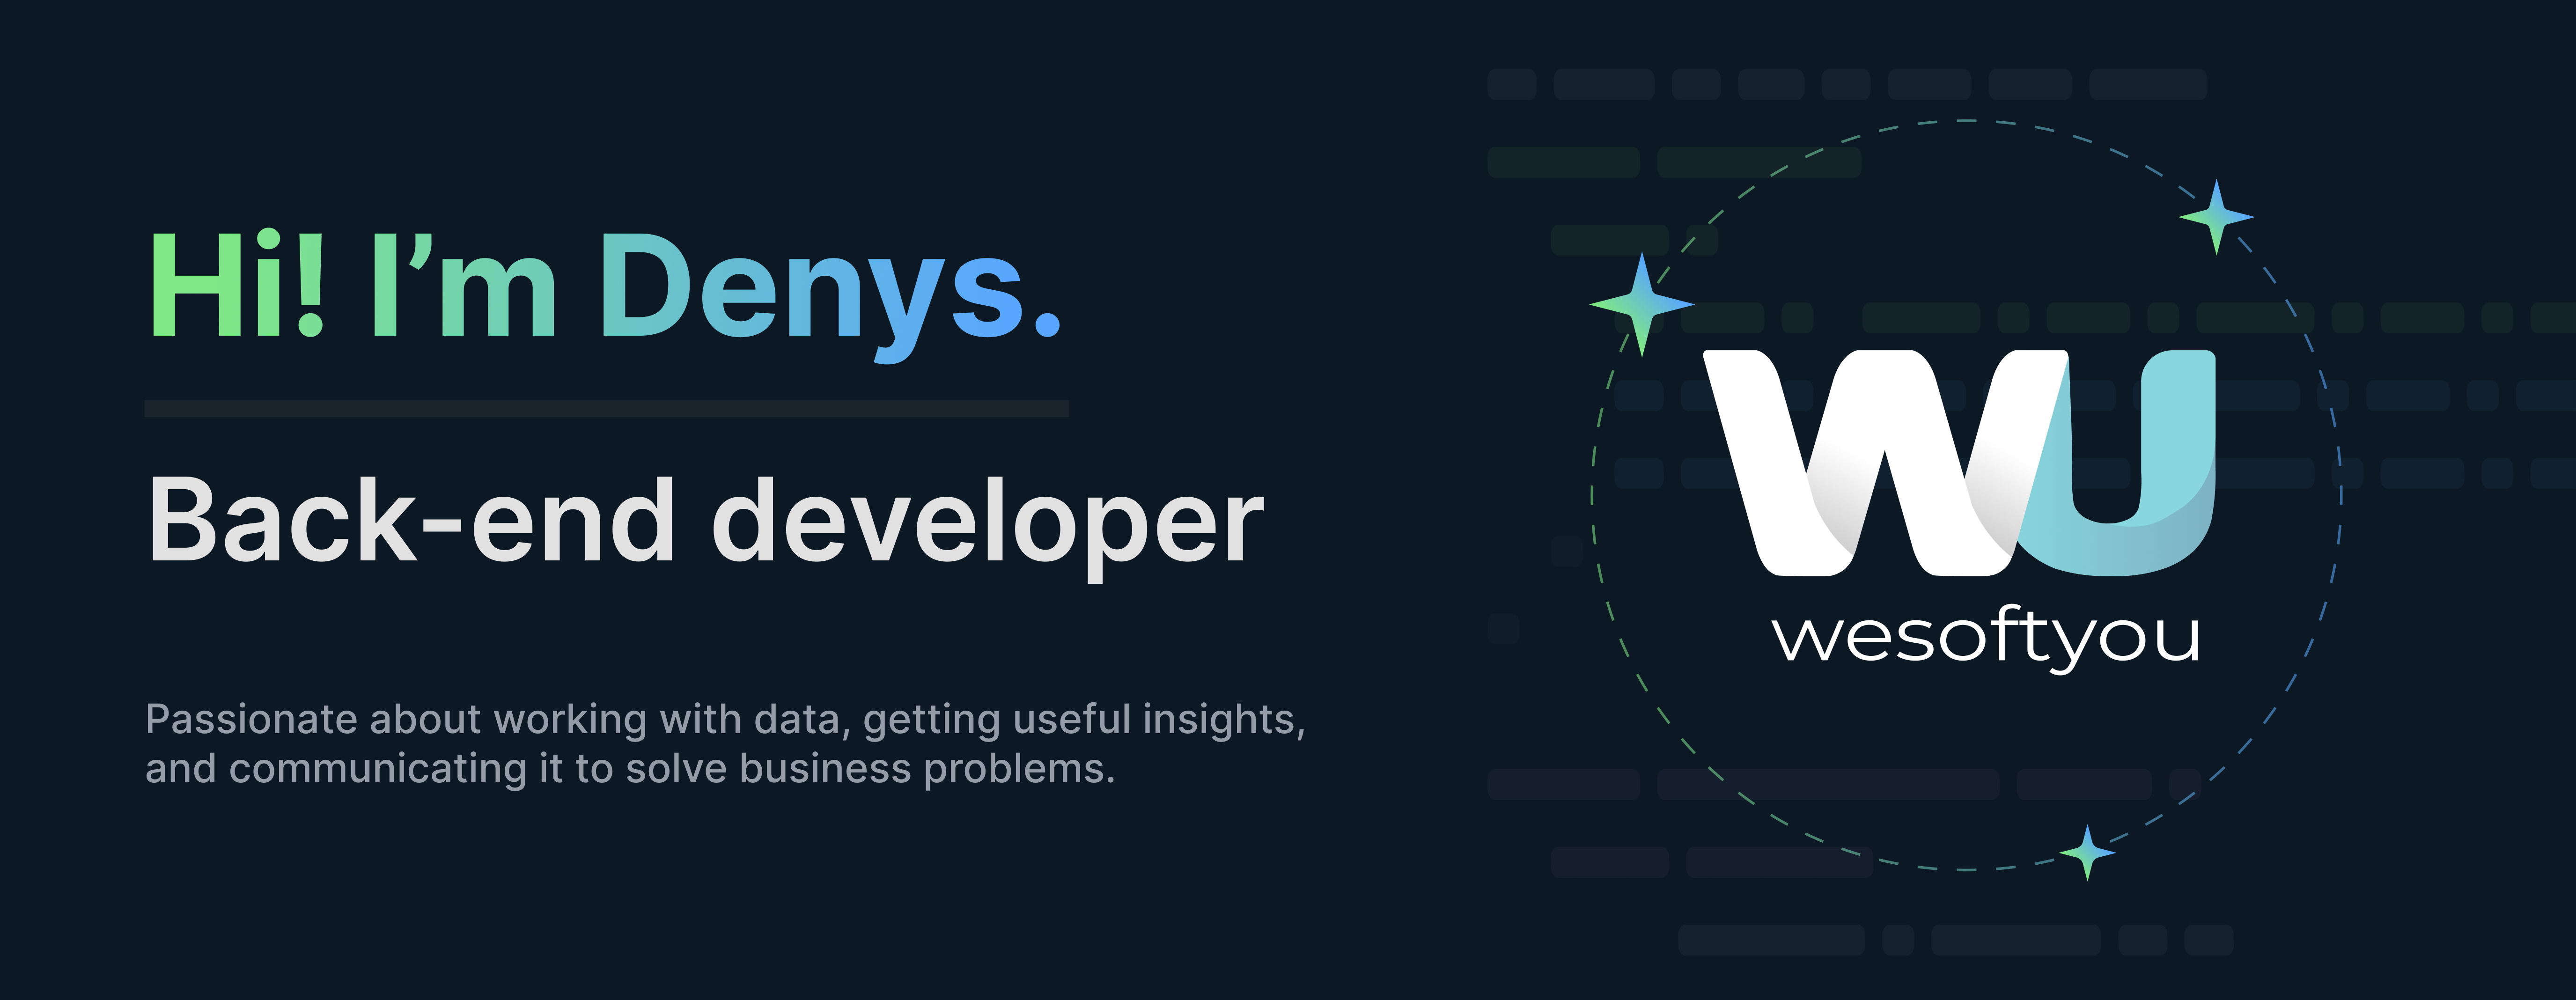 Hi! I’m Denys.
Back-end developer
Passionate about working with data, getting useful insights,
and communicating it to solve business problems.
WU
wesoftyou